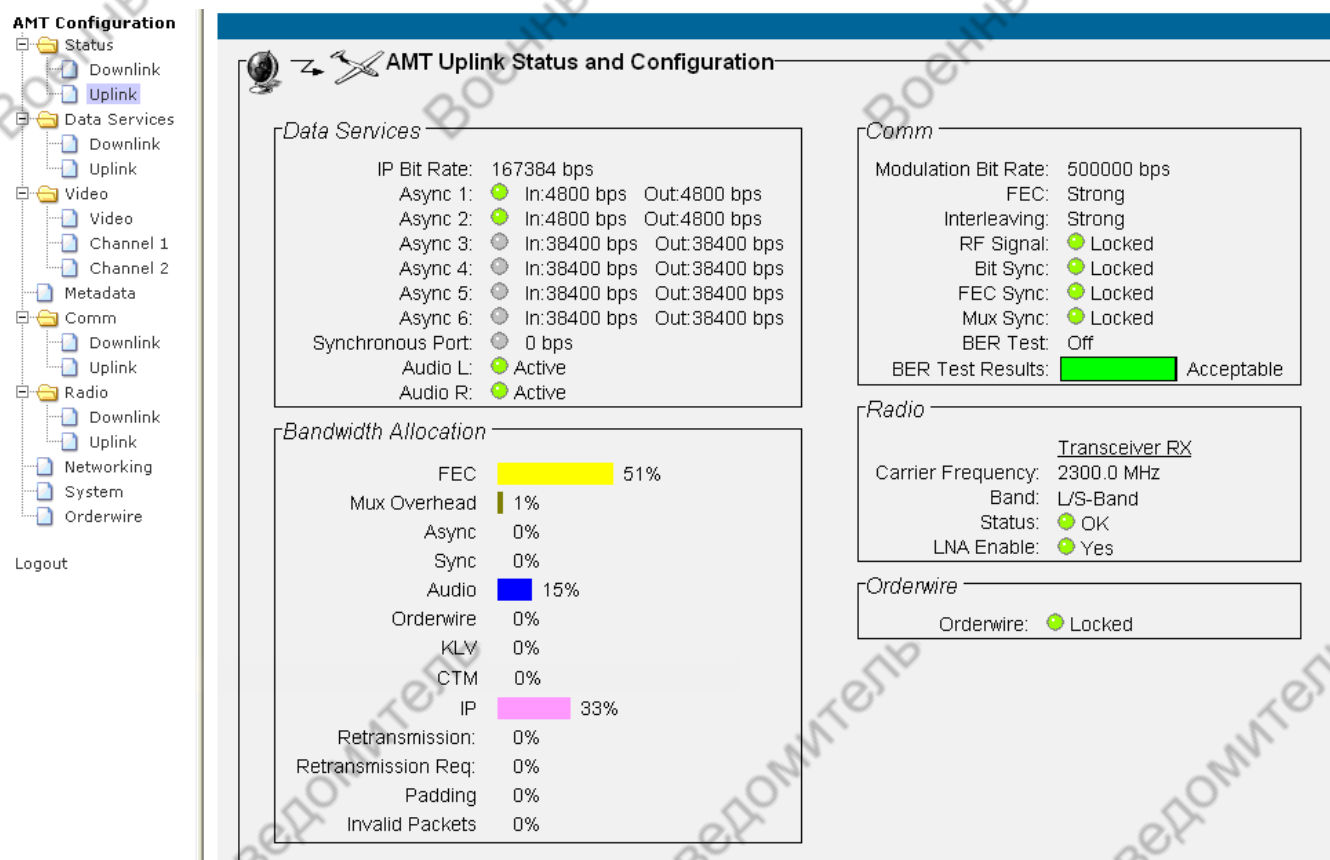 AMT Configuration
Status
Downlink
Uplink
Data Services
Downlink
Uplink
Video
Video
Channel 1
Channel 2
Metadata
Comm
Downlink
Uplink
Radio
Downlink
Uplink
Networking
System
Orderwire
Logout
AMT Uplink Status and Configuration
Data Services
IP Bit Rate: 167384 bps
Async 1: In:4800 bps Out:4800 bps
Async 2: In:4800 bps Out:4800 bps
Async 3: In:38400 bps Out:38400 bps
Async 4: In:38400 bps Out:38400 bps
Async 5: In:38400 bps Out:38400 bps
Async 6: In:38400 bps Out:38400 bps
Synchronous Port: 0 bps
Audio L: Active
Audio R: Active
Bandwidth Allocation
FEC 51%
Mux Overhead 1%
Async 0%
Sync 0%
Audio 15%
Orderwire 0%
KLV 0%
CTM 0%
IP 33%
Retransmission: 0%
Retransmission Req: 0%
Padding 0%
Invalid Packets 0%
Comm
Modulation Bit Rate: 500000 bps
FEC: Strong
Interleaving: Strong
RF Signal: Locked
Bit Sync: Locked
FEC Sync: Locked
Mux Sync: Locked
BER Test: Off
BER Test Results: Acceptable
Radio
Transceiver RX
Carrier Frequency: 2300.0 MHz
Band: L/S-Band
Status: OK
LNA Enable: Yes
Orderwire
Orderwire: Locked